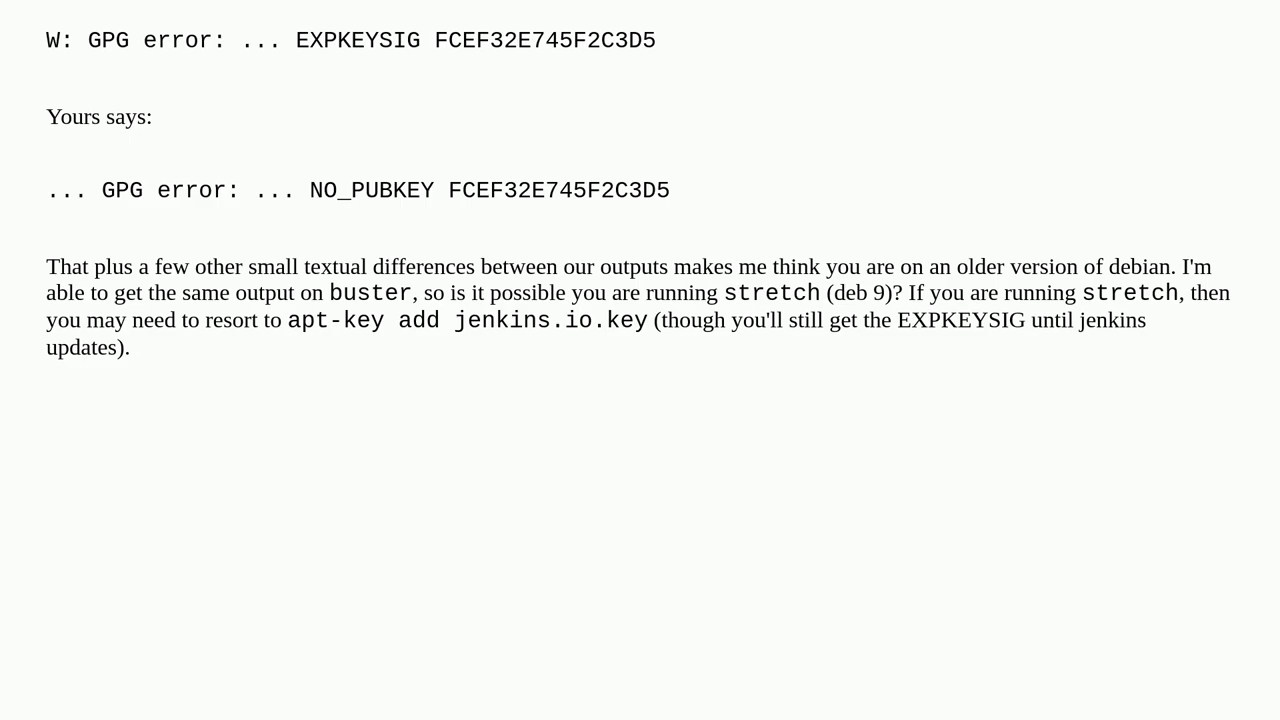 W: GPG error: ... EXPKEYSIG FCEF32E745F2C3D5
Yours says:
... GPG error: ... NO_PUBKEY FCEF32E745F2C3D5
That plus a few other small textual differences between our outputs makes me think you are on an older version of debian. I'm
able to get the same output on buster, so is it possible you are running stretch (deb 9)? If you are running stretch, then
you may need to resort to apt-key add jenkins.io.key (though you'll still get the EXPKEYSIG until jenkins
updates).